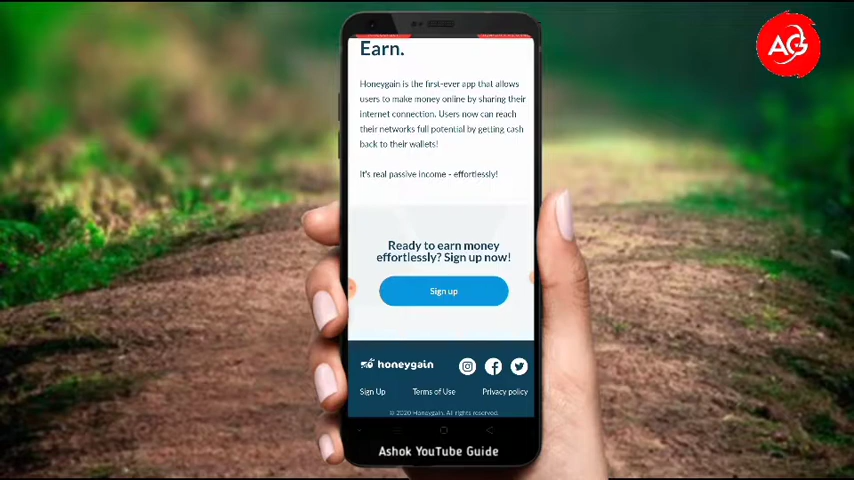 AG
Earn.
Honeygain is the first-ever app that allows
users to make money online by sharing their
internet connection. Users now can reach
their networks full potential by getting cash
back to their wallets!
It's real passive income - effortlessly!
Ready to earn money
effortlessly? Sign up now!
Sign up
honeygain
Sign Up Terms of Use Privacy policy
© 2020 Honeygain, All rights reserved.
Ashok YouTube Guide